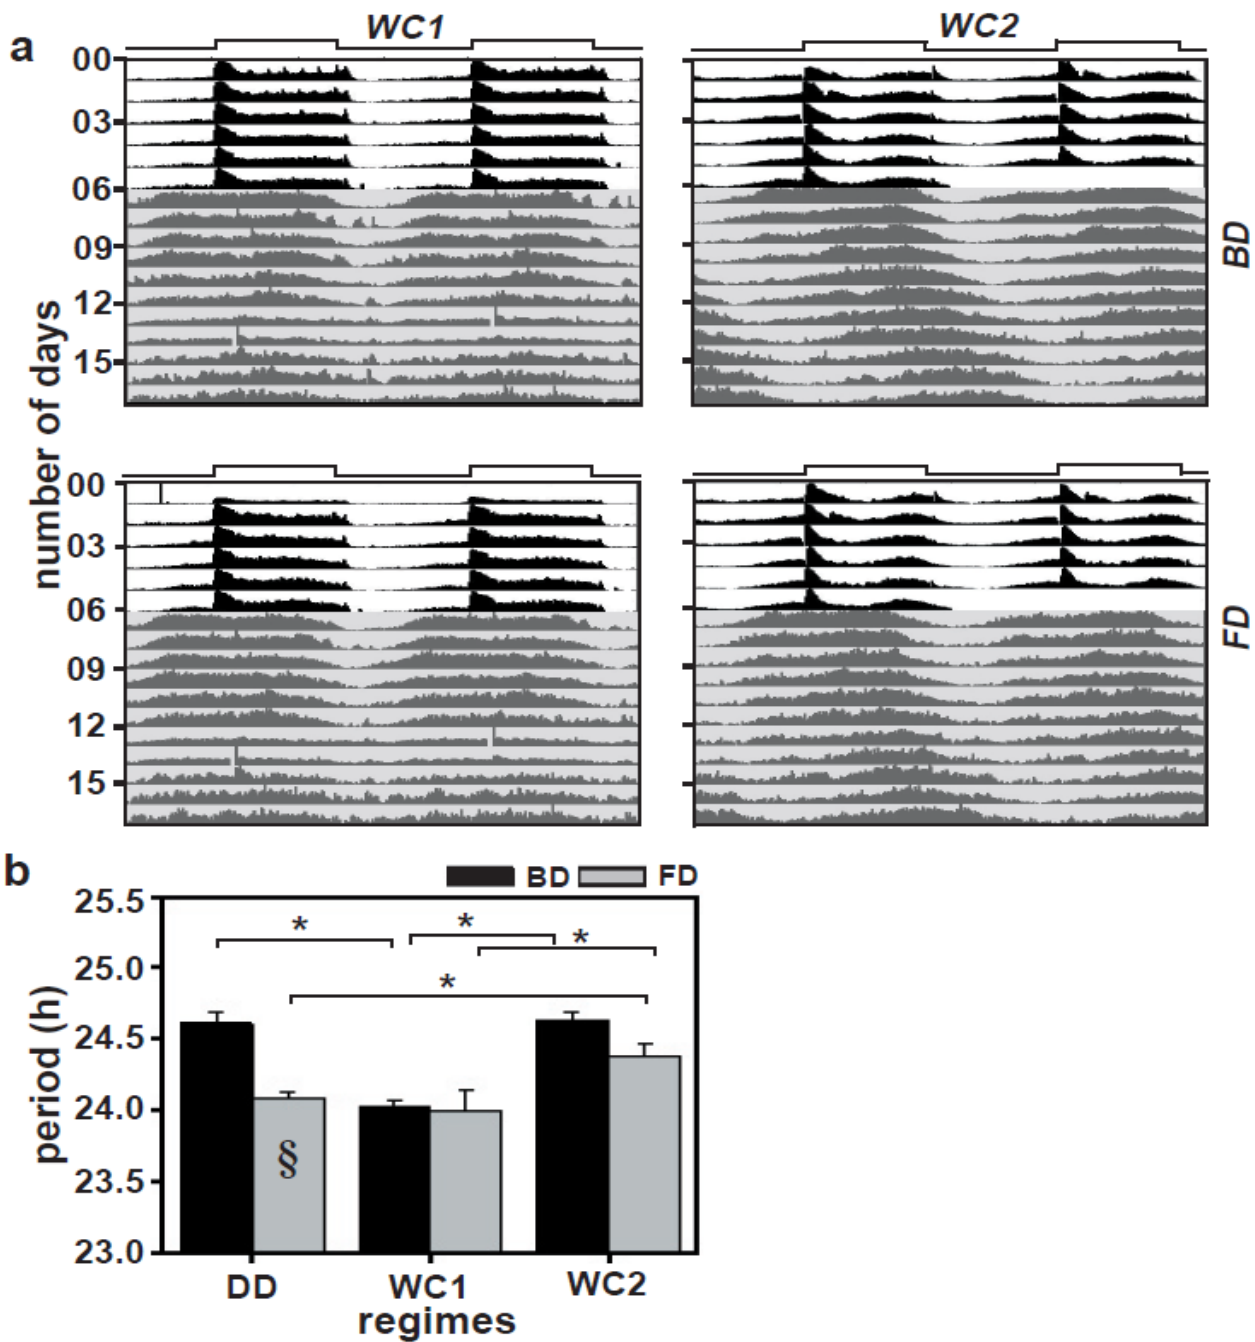 a
WC1
WC2
00
03
06
09
12
15
BD
number of days
00
03
06
09
12
15
FD
b
BD FD
25.5
25.0
24.5
24.0
23.5
23.0
period (h)
* * *
*
§
DD WC1 WC2
regimes